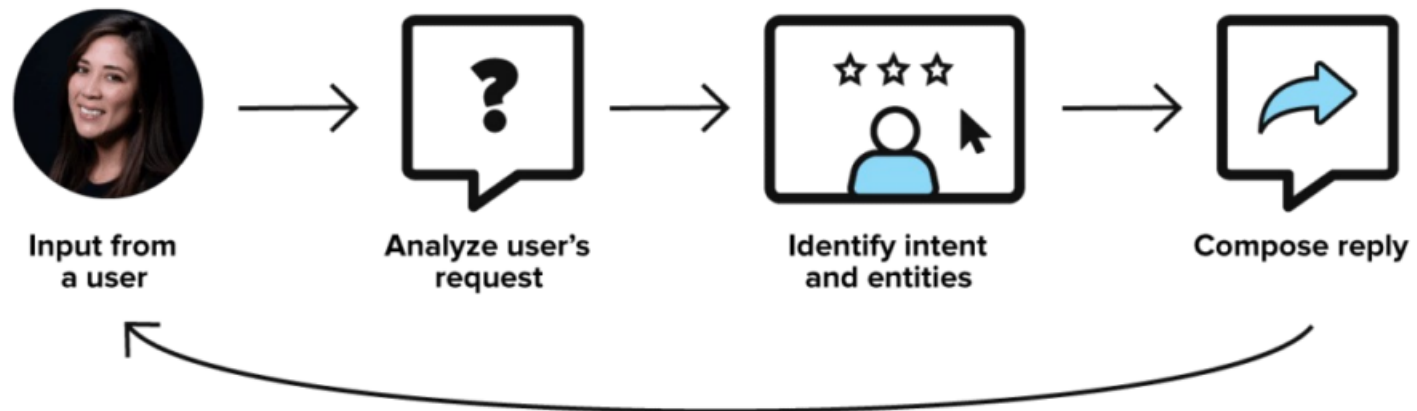 Input from
a user
Analyze user's
request
Identify intent
and entities
Compose reply